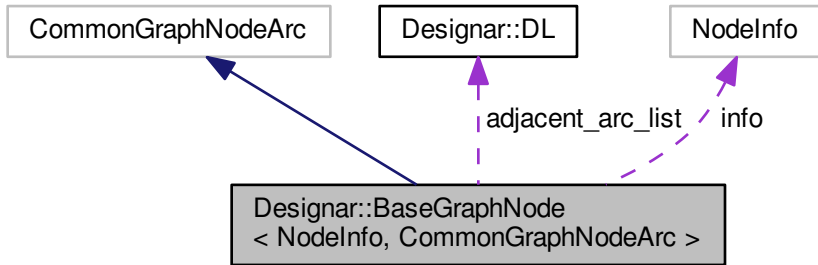 CommonGraphNodeArc
Designar::DL
NodeInfo
adjacent_arc_list
info
Designar::BaseGraphNode
< NodeInfo, CommonGraphNodeArc >